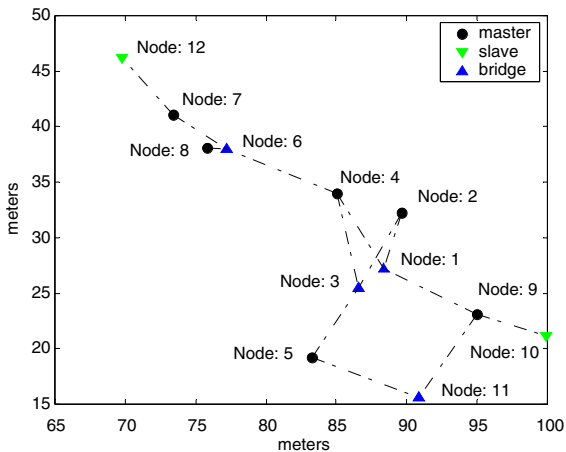 50
45
40
35
30
25
20
15
65
70
75
80
85
90
95
100
meters
meters
master
slave
bridge
Node: 12
Node: 7
Node: 8
Node: 6
Node: 4
Node: 2
Node: 1
Node: 3
Node: 9
Node: 5
Node: 10
Node: 11